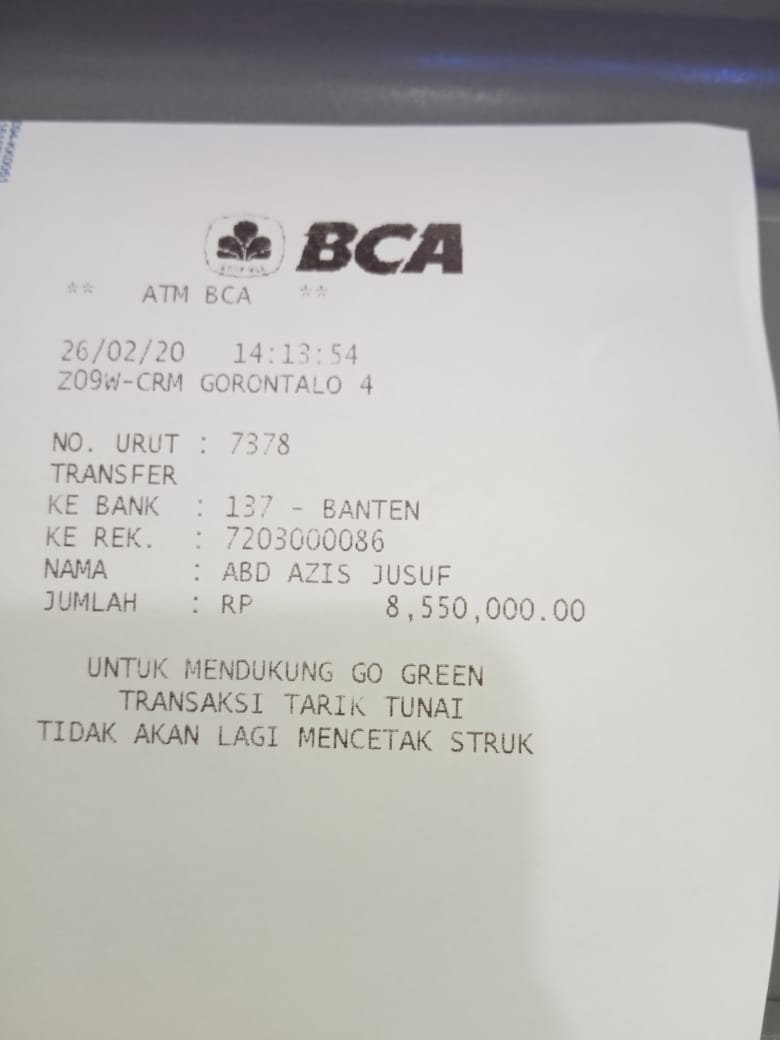 BCA
** ATM BCA **
26/02/20 14:13:54
Z09W-CRM GORONTALO 4
NO. URUT : 7378
TRANSFER
KE BANK : 137 - BANTEN
KE REK. : 7203000086
NAMA : ABD AZIS JUSUF
JUMLAH : RP 8,550,000.00
UNTUK MENDUKUNG GO GREEN
TRANSAKSI TARIK TUNAI
TIDAK AKAN LAGI MENCETAK STRUK